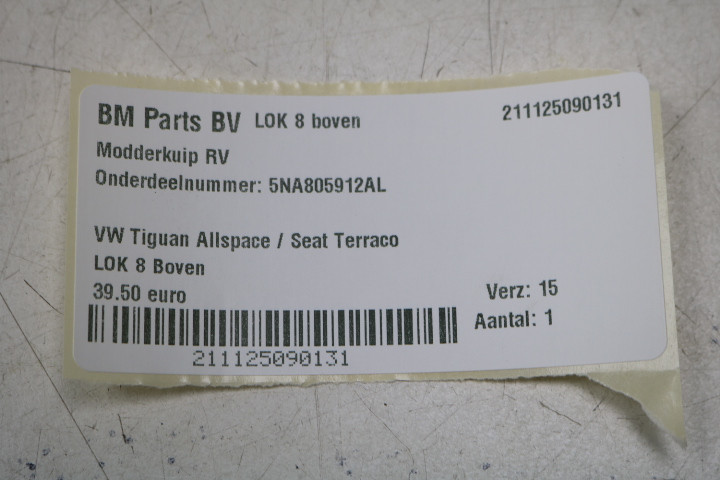 BM Parts BV LOK 8 boven 211125090131
Modderkuip RV
Onderdeelnummer: 5NA805912AL
VW Tiguan Allspace / Seat Terraco
LOK 8 Boven
39.50 euro Verz: 15
Aantal: 1
211125090131